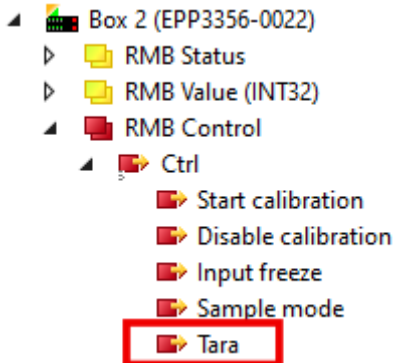 Box 2 (EPP3356-0022)
RMB Status
RMB Value (INT32)
RMB Control
Ctrl
Start calibration
Disable calibration
Input freeze
Sample mode
Tara